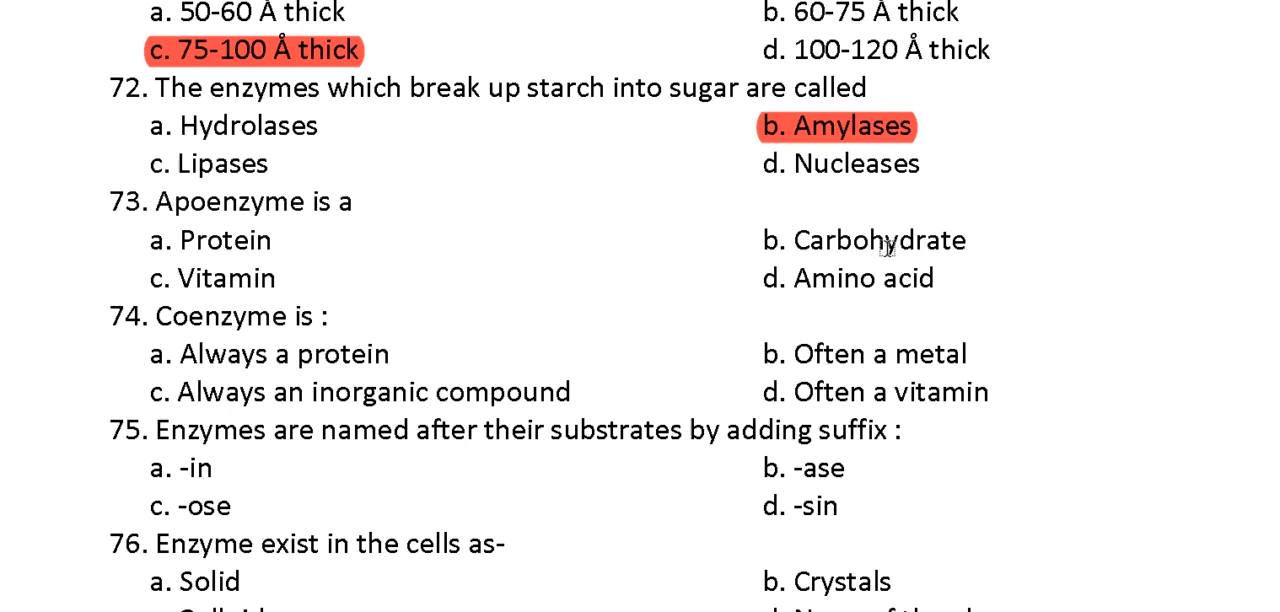 a. 50-60 Å thick b. 60-75 Å thick
c. 75-100 Å thick d. 100-120 Å thick
72. The enzymes which break up starch into sugar are called
a. Hydrolases b. Amylases
c. Lipases d. Nucleases
73. Apoenzyme is a
a. Protein b. Carbohydrate
c. Vitamin d. Amino acid
74. Coenzyme is :
a. Always a protein b. Often a metal
c. Always an inorganic compound d. Often a vitamin
75. Enzymes are named after their substrates by adding suffix :
a. -in b. -ase
c. -ose d. -sin
76. Enzyme exist in the cells as-
a. Solid b. Crystals